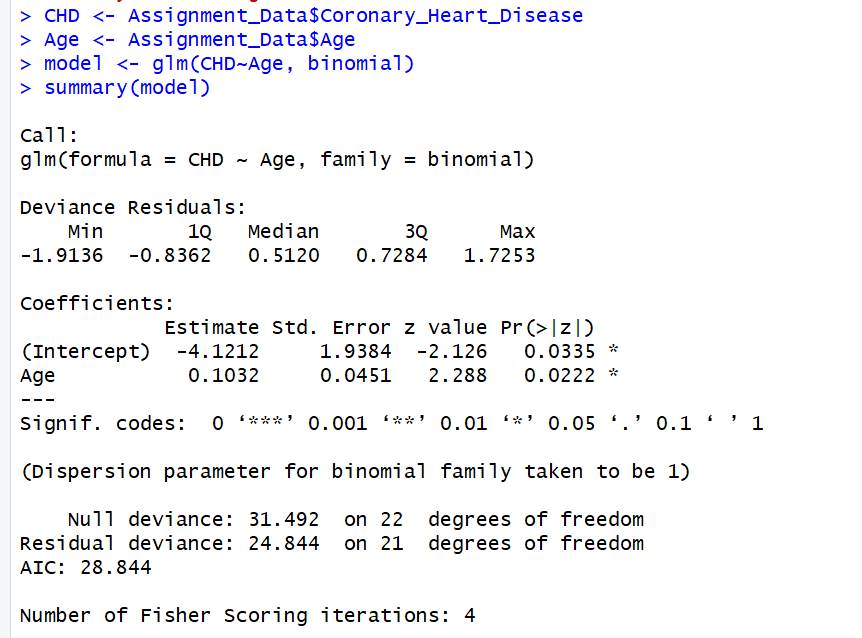 > CHD <- Assignment_Data$Coronary_Heart_Disease
> Age <- Assignment_Data$Age
> model <- glm(CHD~Age, binomial)
> summary(model)
Call:
glm(formula = CHD ~ Age, family = binomial)
Deviance Residuals:
    Min       1Q   Median       3Q      Max
-1.9136  -0.8362   0.5120   0.7284   1.7253
Coefficients:
            Estimate Std. Error z value Pr(>|z|)
(Intercept)  -4.1212     1.9384  -2.126   0.0335 *
Age           0.1032     0.0451   2.288   0.0222 *
---
Signif. codes:  0 ‘***’ 0.001 ‘**’ 0.01 ‘*’ 0.05 ‘.’ 0.1 ‘ ’ 1
(Dispersion parameter for binomial family taken to be 1)
    Null deviance: 31.492  on 22  degrees of freedom
Residual deviance: 24.844  on 21  degrees of freedom
AIC: 28.844
Number of Fisher Scoring iterations: 4